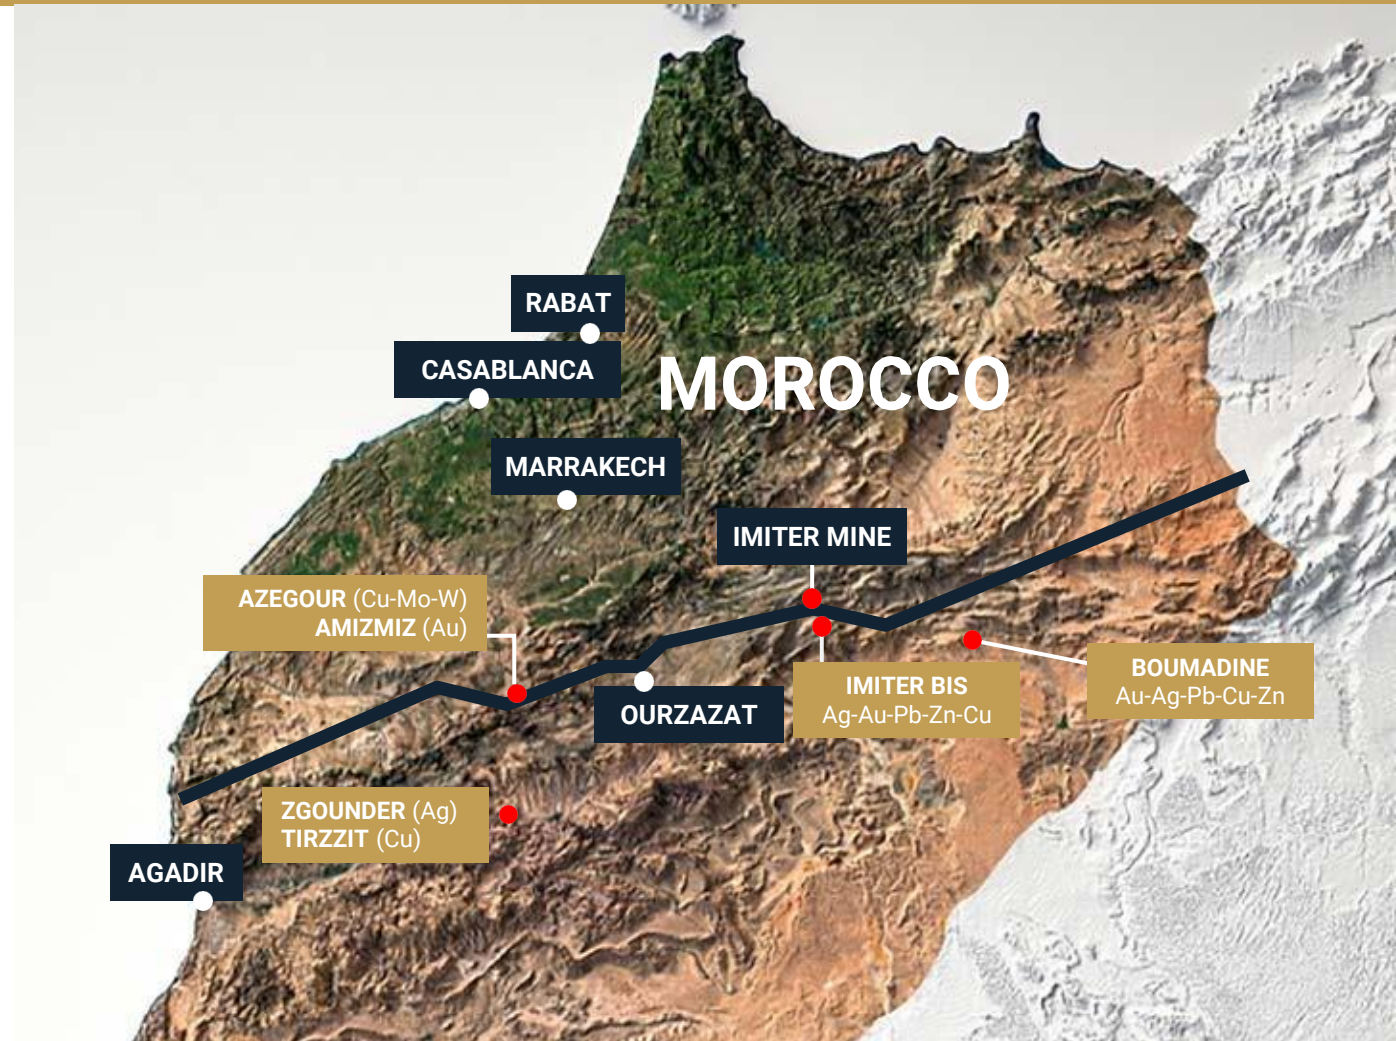 RABAT
CASABLANCA
MOROCCO
MARRAKECH
IMITER MINE
AZEGOUR (Cu-Mo-W)
AMIZMIZ (Au)
BOUMADINE
Au-Ag-Pb-Cu-Zn
IMITER BIS
Ag-Au-Pb-Zn-Cu
OURZAZAT
ZGOUNDER (Ag)
TIRZZIT (Cu)
AGADIR